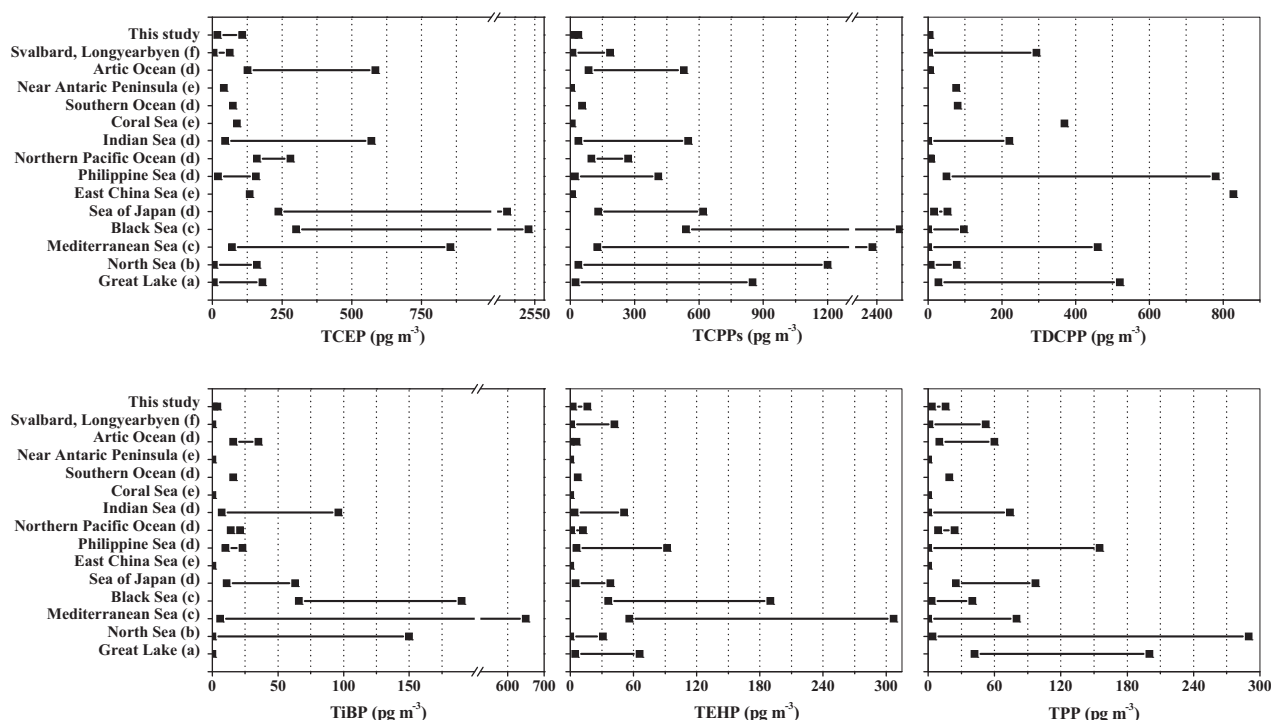 This study
Svalbard, Longyearbyen (f)
Artic Ocean (d)
Near Antaric Peninsula (e)
Southern Ocean (d)
Coral Sea (e)
Indian Sea (d)
Northern Pacific Ocean (d)
Philippine Sea (d)
East China Sea (e)
Sea of Japan (d)
Black Sea (c)
Mediterranean Sea (c)
North Sea (b)
Great Lake (a)
0 250 500 750 2550
TCEP (pg m⁻³)
0 300 600 900 1200 2400
TCPPs (pg m⁻³)
0 200 400 600 800
TDCPP (pg m⁻³)
This study
Svalbard, Longyearbyen (f)
Artic Ocean (d)
Near Antaric Peninsula (e)
Southern Ocean (d)
Coral Sea (e)
Indian Sea (d)
Northern Pacific Ocean (d)
Philippine Sea (d)
East China Sea (e)
Sea of Japan (d)
Black Sea (c)
Mediterranean Sea (c)
North Sea (b)
Great Lake (a)
0 50 100 150 600 700
TiBP (pg m⁻³)
0 60 120 180 240 300
TEHP (pg m⁻³)
0 60 120 180 240 300
TPP (pg m⁻³)